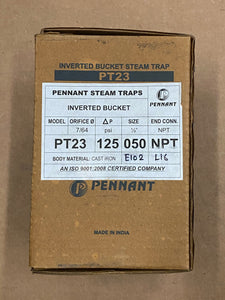 INVERTED BUCKET STEAM TRAP
PT23
PENNANT STEAM TRAPS
INVERTED BUCKET
PENNANT
MODEL ORIFICE Ø Δ P SIZE END CONN.
7/64 psi ½" NPT
PT23 125 050 NPT
BODY MATERIAL: CAST IRON E102 L16
AN ISO 9001 : 2008 CERTIFIED COMPANY
PENNANT
MADE IN INDIA